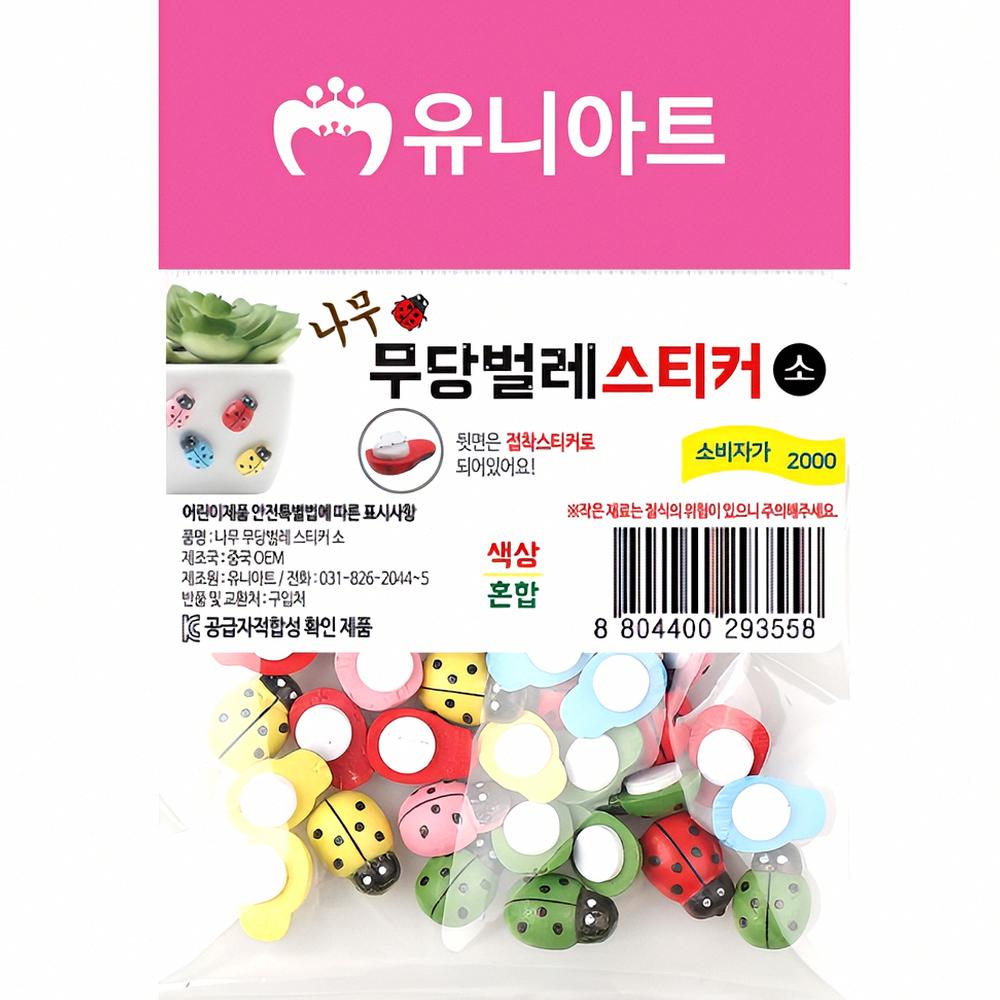 유니아트
나무
무당벌레스티커 소
뒷면은 접착스티커로
되어있어요!
소비자가 2000
어린이제품 안전특별법에 따른 표시사항
품명 : 나무 무당벌레 스티커 소
제조국 : 중국 OEM
제조원 : 유니아트 / 전화 : 031-826-2044~5
반품 및 교환처 : 구입처
공급자적합성 확인 제품
색상
혼합
※작은 재료는 질식의 위험이 있으니 주의해주세요.
8 804400 293558